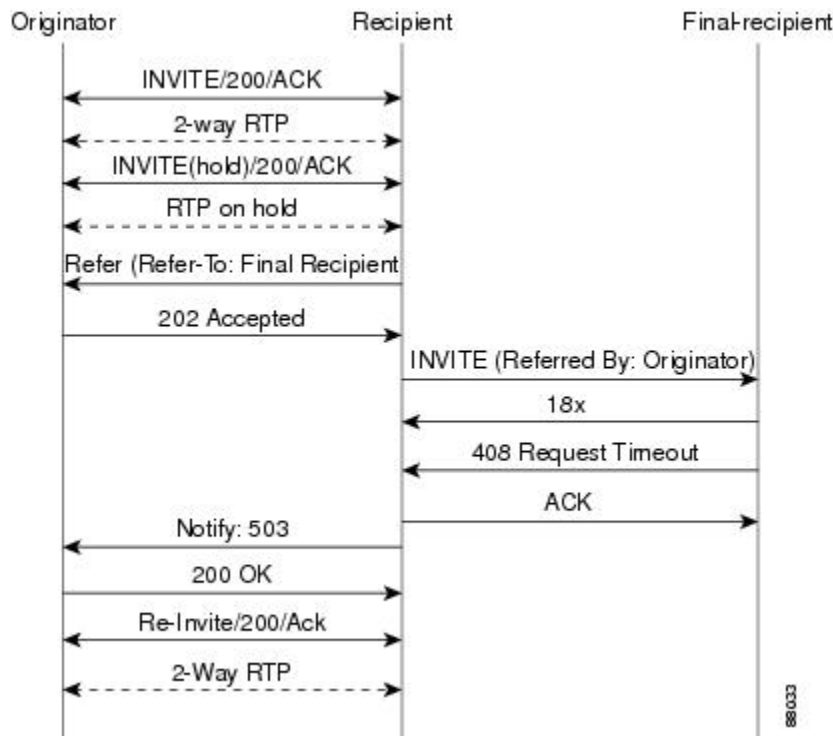 Originator Recipient Final-recipient
INVITE/200/ACK
2-way RTP
INVITE(hold)/200/ACK
RTP on hold
Refer (Refer-To: Final Recipient
202 Accepted
INVITE (Referred By: Originator)
18x
408 Request Timeout
ACK
Notify: 503
200 OK
Re-Invite/200/Ack
2-Way RTP
88033